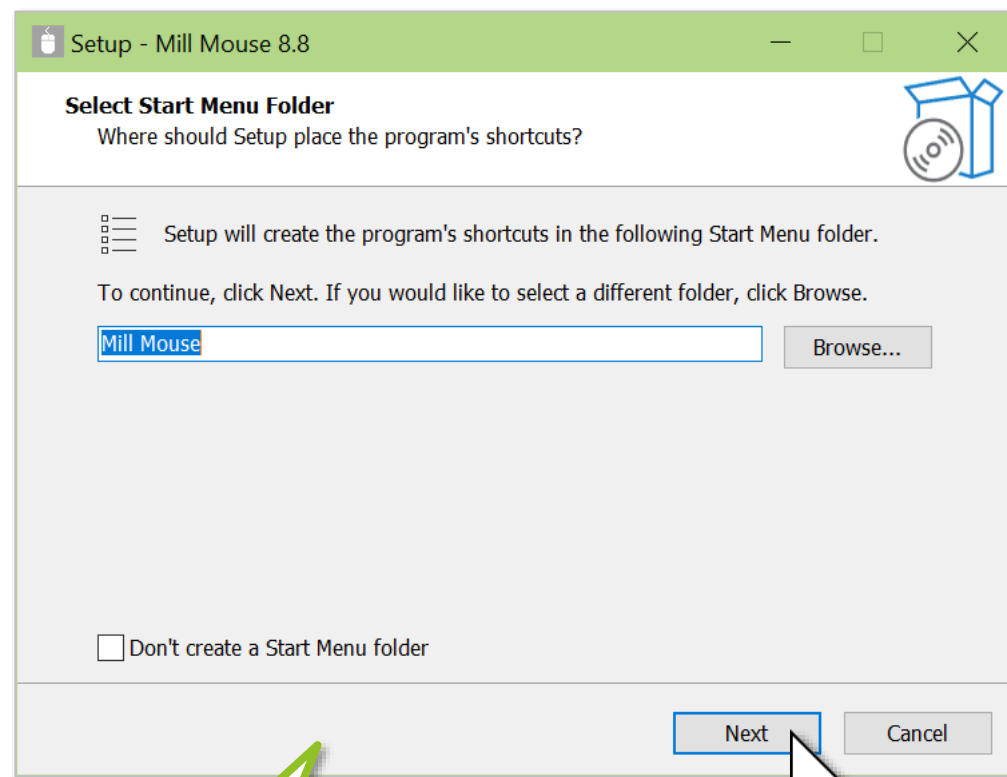 Setup - Mill Mouse 8.8
Select Start Menu Folder
Where should Setup place the program's shortcuts?
Setup will create the program's shortcuts in the following Start Menu folder.
To continue, click Next. If you would like to select a different folder, click Browse.
Mill Mouse
Browse...
Don't create a Start Menu folder
Next
Cancel